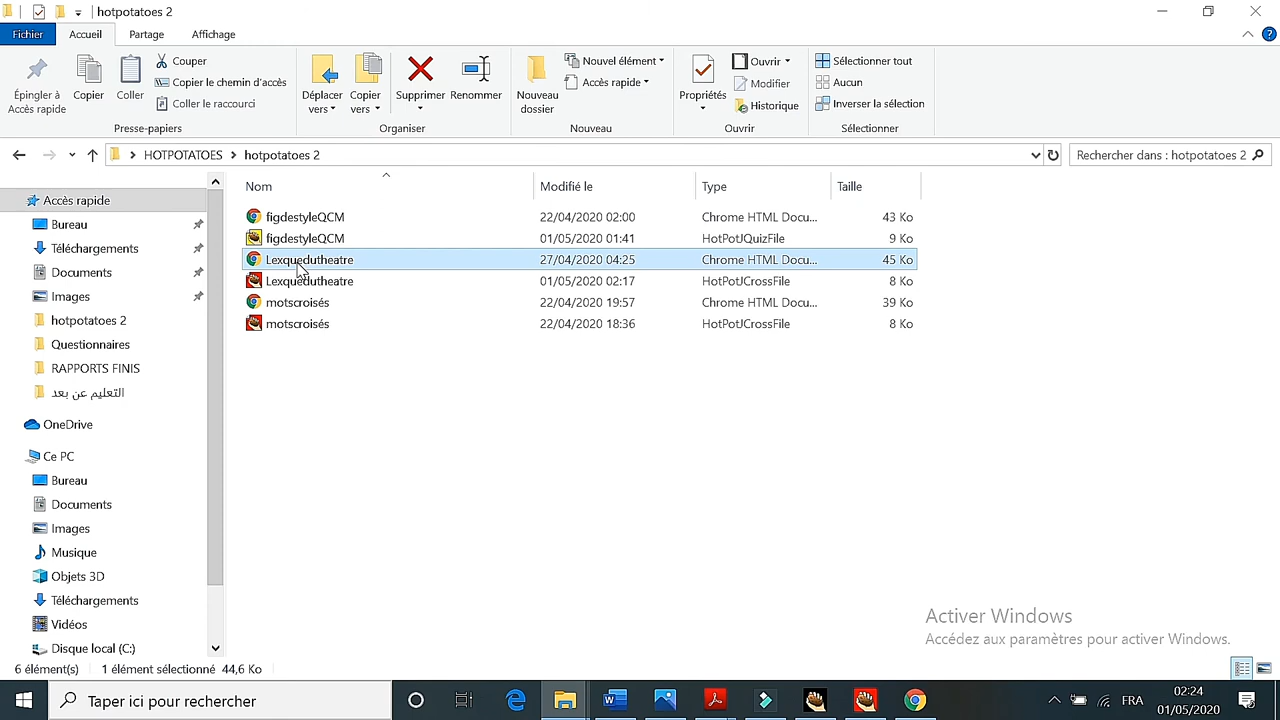 hotpotatoes 2
Fichier Accueil Partage Affichage
Épingler à Accès rapide
Copier
Coller
Couper
Copier le chemin d'accès
Coller le raccourci
Presse-papiers
Déplacer vers
Copier vers
Supprimer
Renommer
Organiser
Nouveau dossier
Nouvel élément
Accès rapide
Nouveau
Propriétés
Ouvrir
Modifier
Historique
Ouvrir
Sélectionner tout
Aucun
Inverser la sélection
Sélectionner
HOTPOTATOES > hotpotatoes 2
Rechercher dans : hotpotatoes 2
Accès rapide
Bureau
Téléchargements
Documents
Images
hotpotatoes 2
Questionnaires
RAPPORTS FINIS
التعليم عن بعد
OneDrive
Ce PC
Bureau
Documents
Images
Musique
Objets 3D
Téléchargements
Vidéos
Disque local (C:)
Nom Modifié le Type Taille
figdestyleQCM 22/04/2020 02:00 Chrome HTML Docu... 43 Ko
figdestyleQCM 01/05/2020 01:41 HotPotJQuizFile 9 Ko
Lexquedutheatre 27/04/2020 04:25 Chrome HTML Docu... 45 Ko
Lexquedutheatre 01/05/2020 02:17 HotPotJCrossFile 8 Ko
motscroisés 22/04/2020 19:57 Chrome HTML Docu... 39 Ko
motscroisés 22/04/2020 18:36 HotPotJCrossFile 8 Ko
Activer Windows
Accédez aux paramètres pour activer Windows.
6 élément(s) 1 élément sélectionné 44,6 Ko
Taper ici pour rechercher
FRA
02:24
01/05/2020